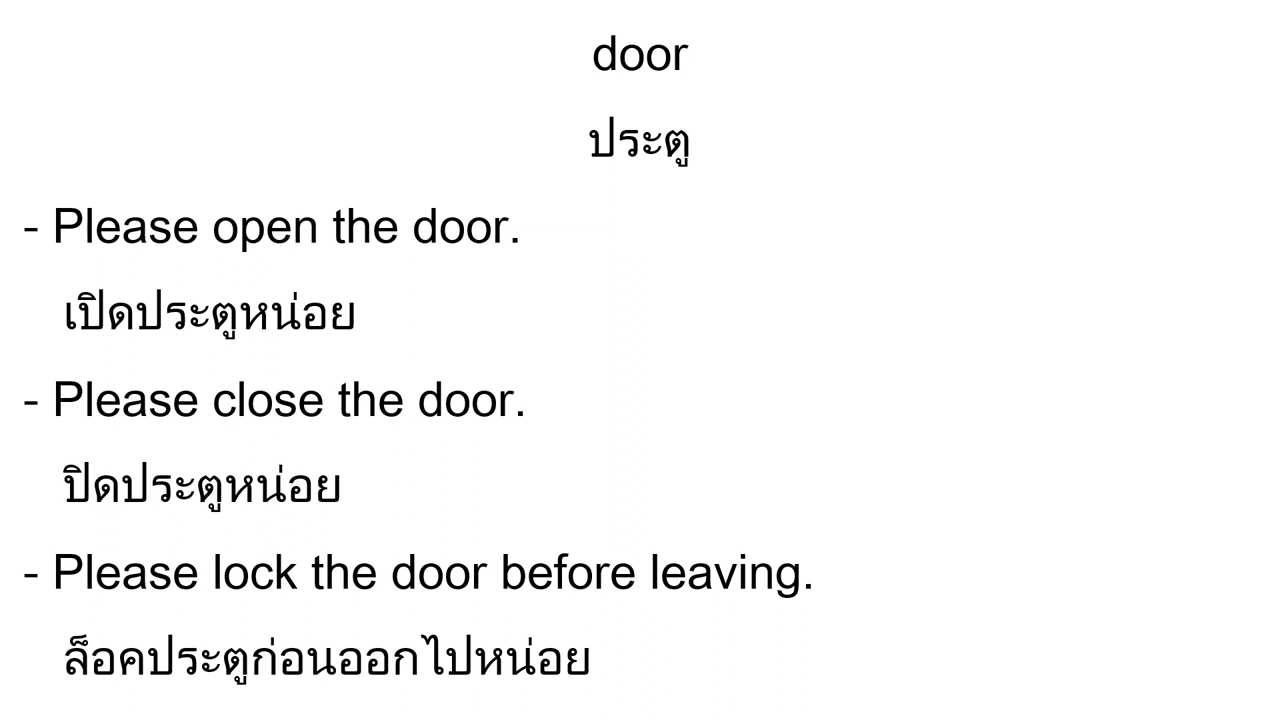 door
ประตู
- Please open the door.
เปิดประตูหน่อย
- Please close the door.
ปิดประตูหน่อย
- Please lock the door before leaving.
ล็อคประตูก่อนออกไปหน่อย